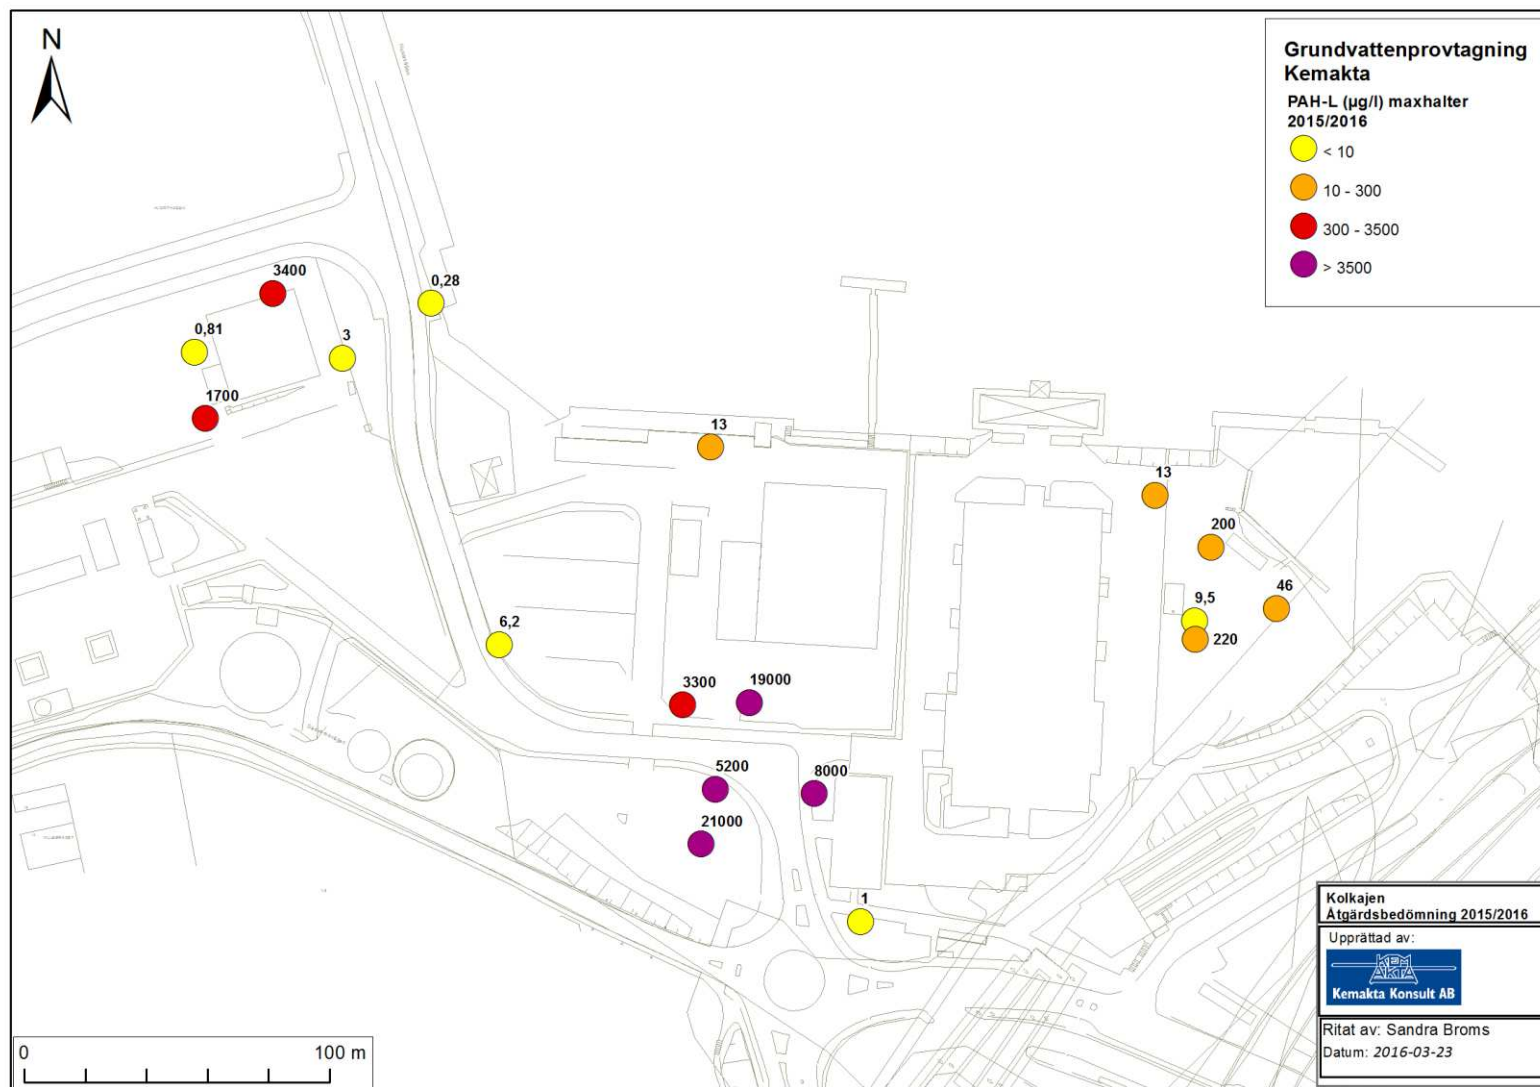 N
Grundvattenprovtagning
Kemakta
PAH-L (µg/l) maxhalter
2015/2016
< 10
10 - 300
300 - 3500
> 3500
3400
0,28
0,81
3
1700
13
13
200
46
9,5
220
6,2
3300
19000
5200
8000
21000
1
Kolkajen
Åtgärdsbedömning 2015/2016
Upprättad av:
KEM
AKTA
Kemakta Konsult AB
Ritat av: Sandra Broms
Datum: 2016-03-23
0 100 m